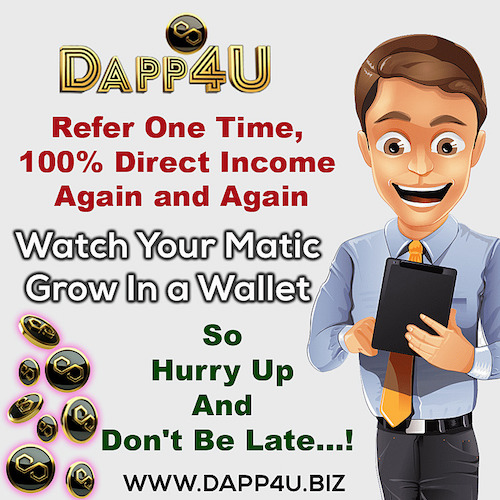 DAPP4U
Refer One Time,
100% Direct Income
Again and Again
Watch Your Matic
Grow In a Wallet
So
Hurry Up
And
Don't Be Late...!
WWW.DAPP4U.BIZ